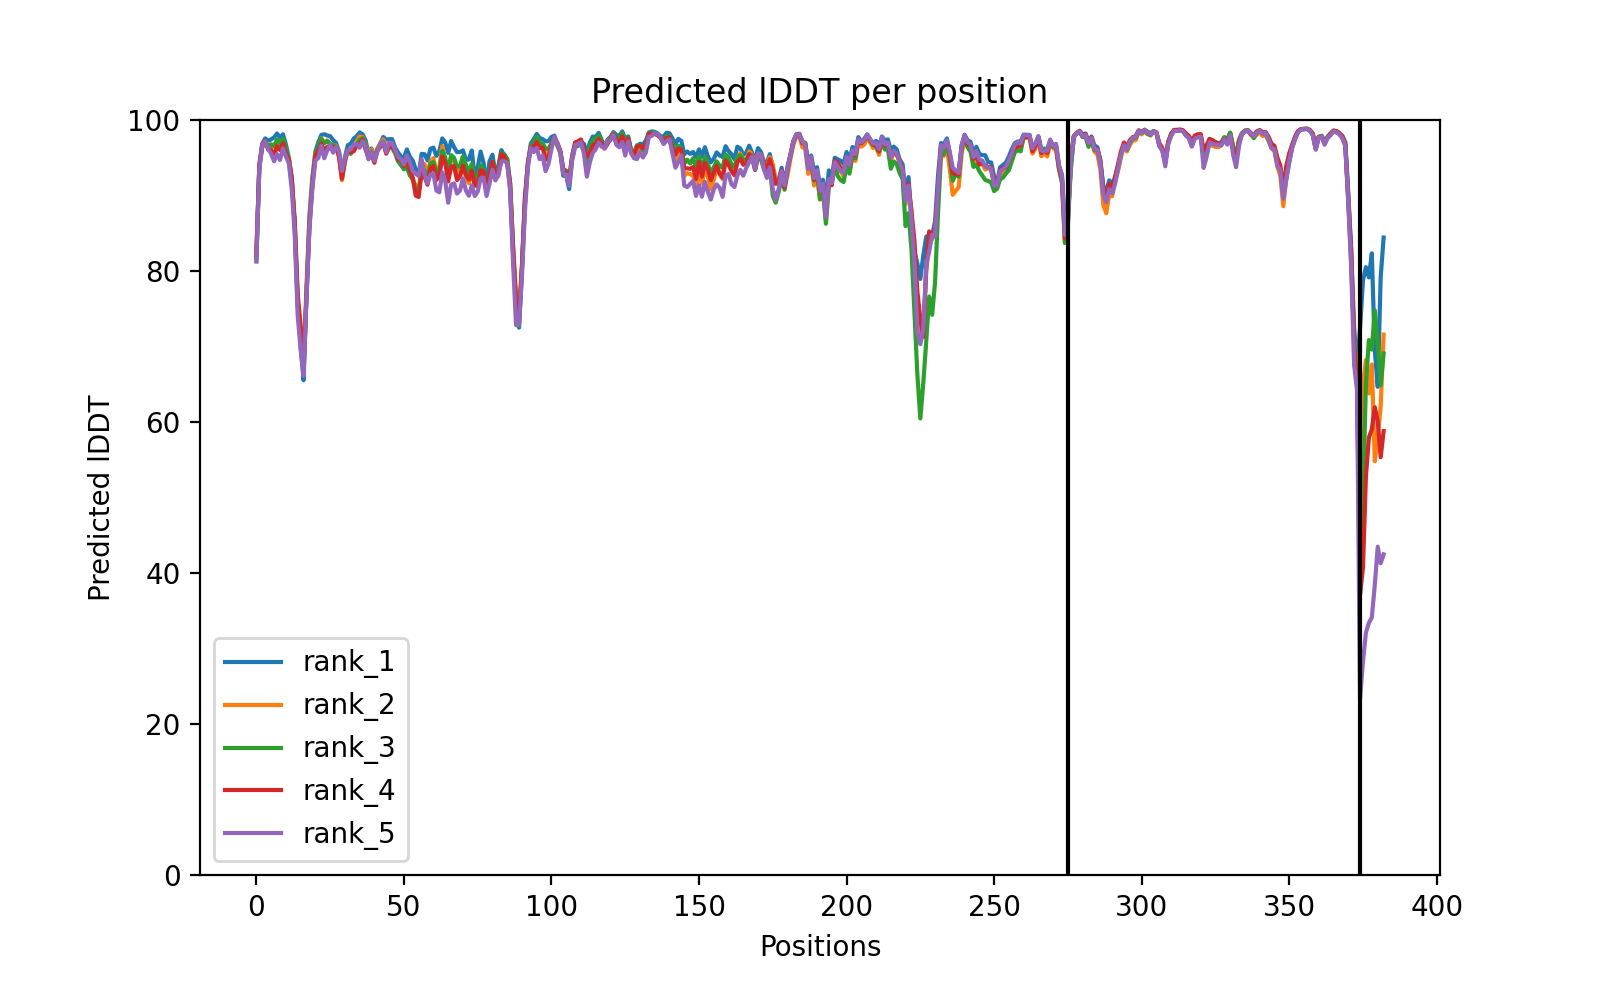 Predicted lDDT per position
Predicted lDDT
100
80
60
40
20
0
rank_1
rank_2
rank_3
rank_4
rank_5
0 50 100 150 200 250 300 350 400
Positions